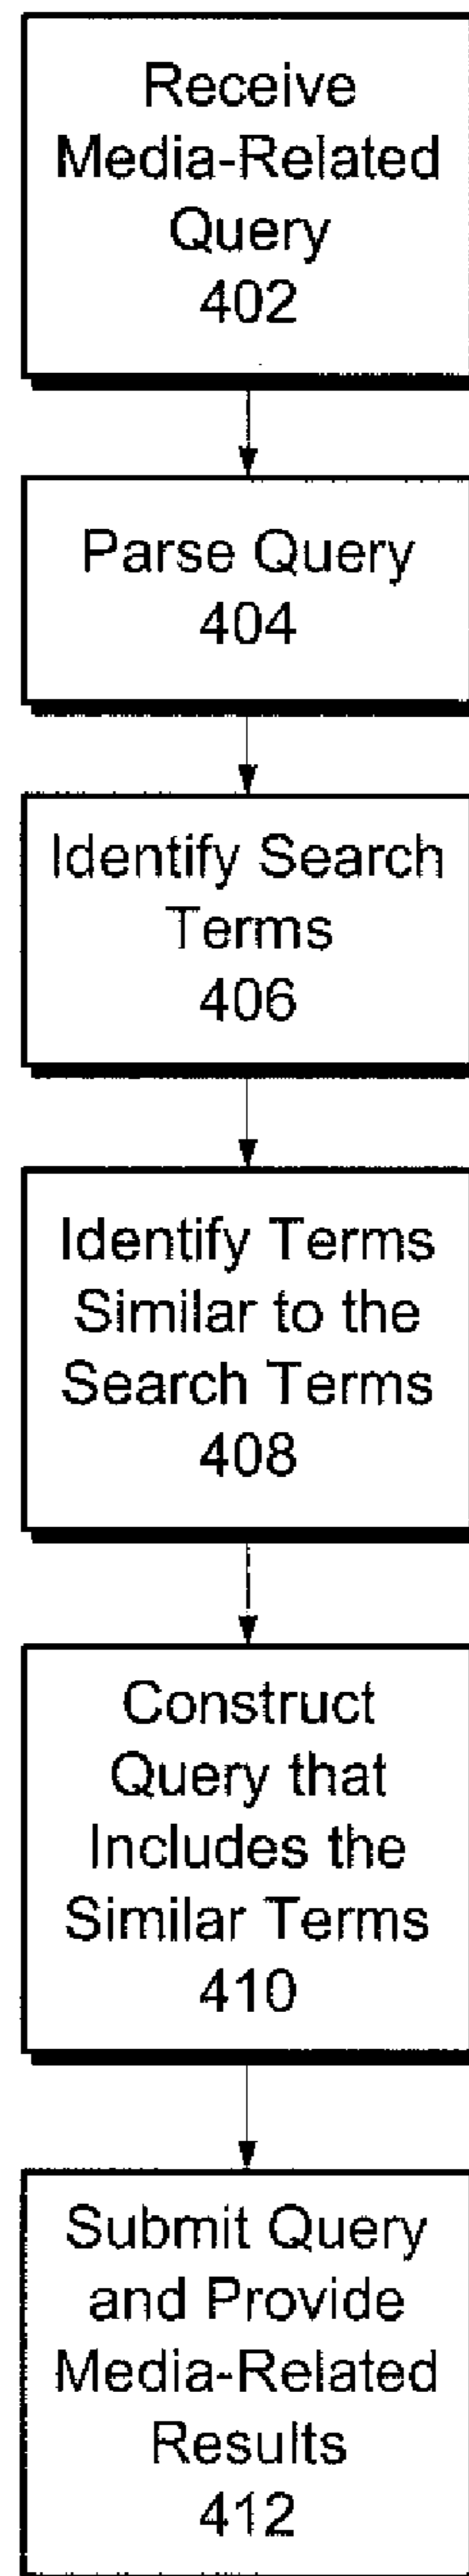 Receive
Media-Related
Query
402
Parse Query
404
Identify Search
Terms
406
Identify Terms
Similar to the
Search Terms
408
Construct
Query that
Includes the
Similar Terms
410
Submit Query
and Provide
Media-Related
Results
412